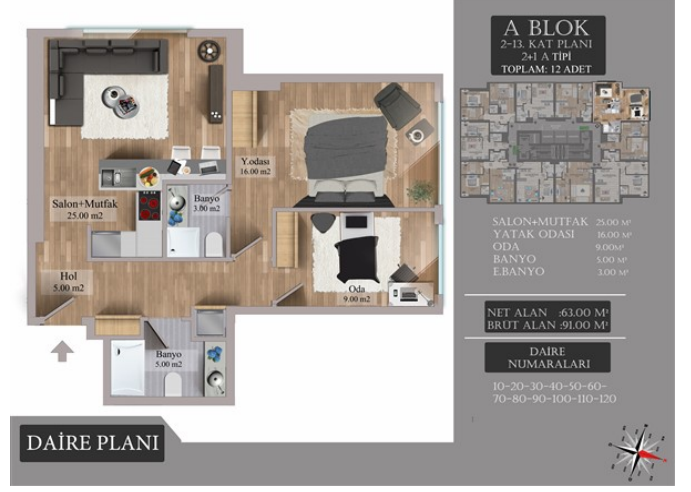 A BLOK
2-13. KAT PLANI
2+1 A TİPİ
TOPLAM: 12 ADET
Y.odası
16.00 m2
Banyo
3.00 m2
Salon+Mutfak
25.00 m2
Hol
5.00 m2
Oda
9.00 m2
Banyo
5.00 m2
SALON+MUTFAK 25.00 M²
YATAK ODASI 16.00 M²
ODA 9.00M²
BANYO 5.00 M²
E.BANYO 3.00 M²
NET ALAN :63.00 M²
BRÜT ALAN :91.00 M²
DAİRE
NUMARALARI
10-20-30-40-50-60-
70-80-90-100-110-120
DAİRE PLANI